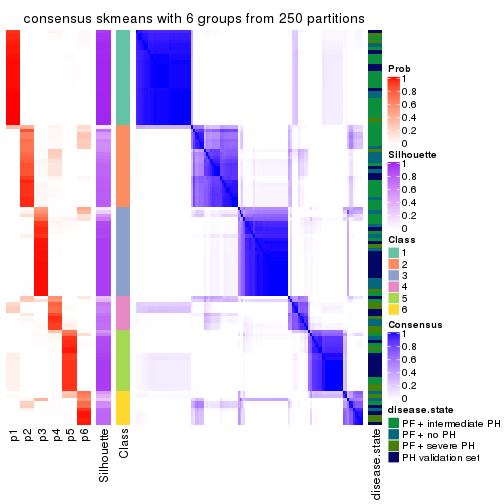 consensus skmeans with 6 groups from 250 partitions
Prob
1
0.8
0.6
0.4
0.2
0
Silhouette
1
0.8
0.6
0.4
0.2
0
Class
1
2
3
4
5
6
Consensus
1
0.8
0.6
0.4
0.2
0
disease.state
PF + intermediate PH
PF + no PH
PF + severe PH
PH validation set
p1
p2
p3
p4
p5
p6
Silhouette
Class
disease.state